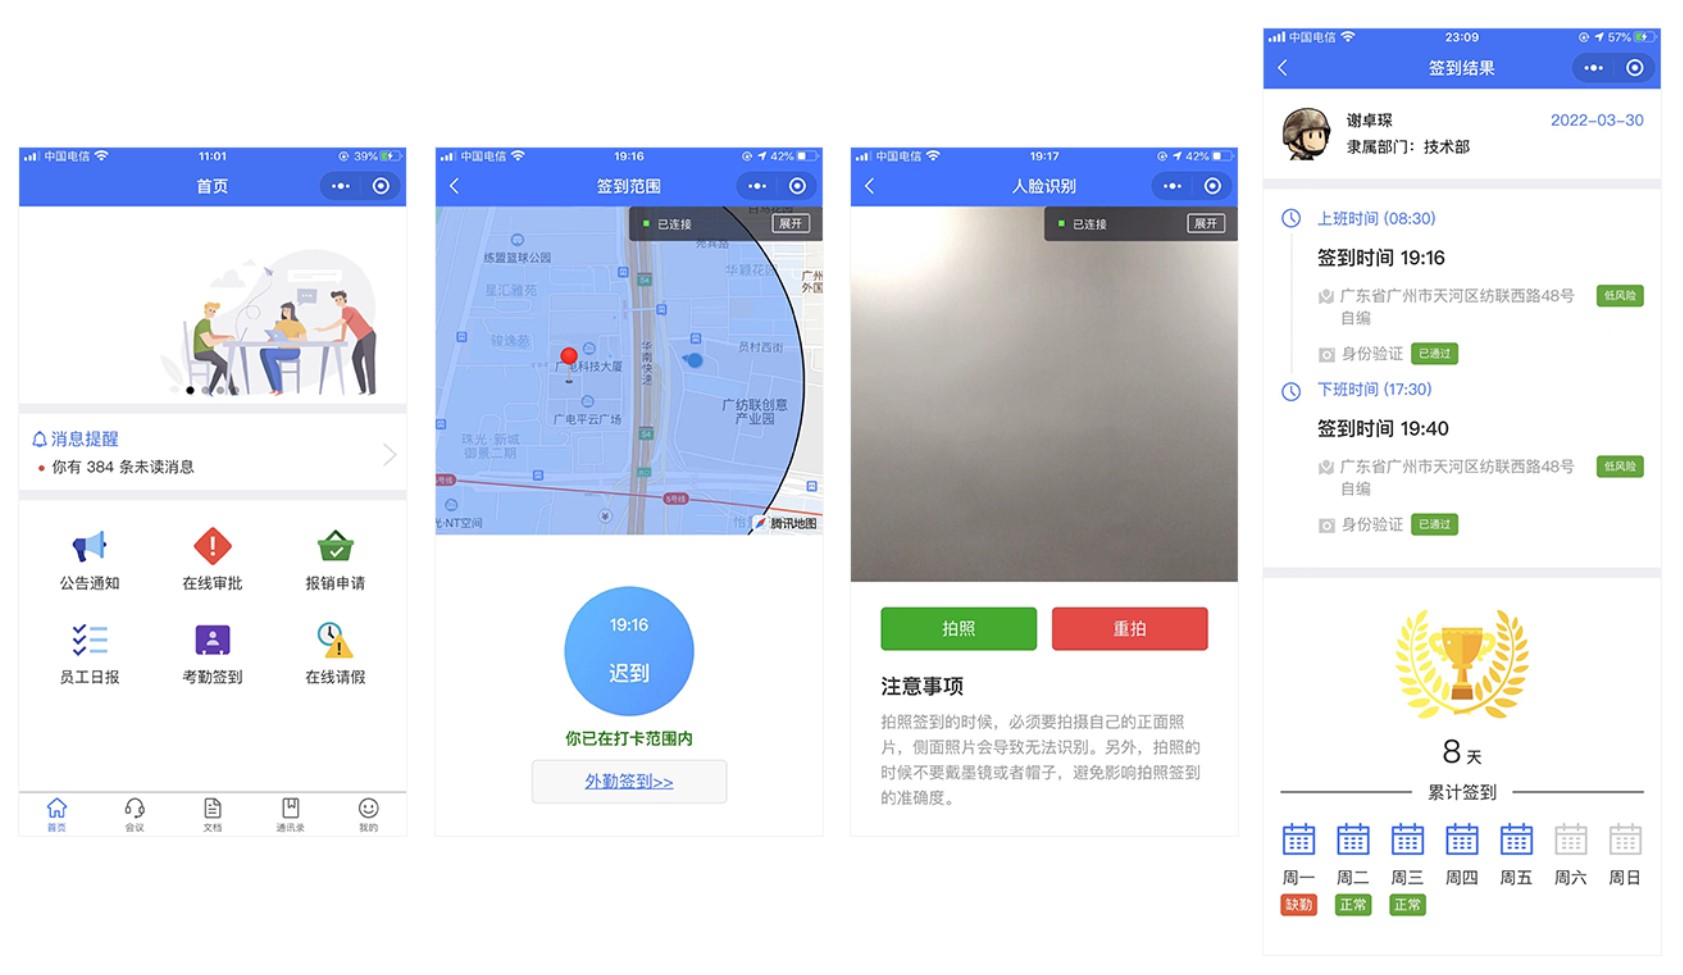 中国电信
11:01
39%
首页
消息提醒
你有 384 条未读消息
公告通知
在线审批
报销申请
员工日报
考勤签到
在线请假
首页
会议
文档
通讯录
我的
中国电信
19:16
42%
签到范围
已连接
展开
练盟篮球公园
华颖花
广州
外国
星汇雅苑
骏逸苑
华南快速
员村西街
广电科技大厦
广纺联创意
产业园
广电平云广场
珠光·新城
御景二期
S4
S4
5号线
5号线
光·NT空间
腾讯地图
19:16
迟到
你已在打卡范围内
外勤签到>>
中国电信
19:17
42%
人脸识别
已连接
展开
拍照
重拍
注意事项
拍照签到的时候，必须要拍摄自己的正面照
片，侧面照片会导致无法识别。另外，拍照的
时候不要戴墨镜或者帽子，避免影响拍照签到
的准确度。
中国电信
23:09
57%
签到结果
谢卓琛
2022-03-30
隶属部门：技术部
上班时间 (08:30)
签到时间 19:16
广东省广州市天河区纺联西路48号
低风险
自编
身份验证
已通过
下班时间 (17:30)
签到时间 19:40
广东省广州市天河区纺联西路48号
低风险
自编
身份验证
已通过
8 天
累计签到
周一
周二
周三
周四
周五
周六
周日
缺勤
正常
正常